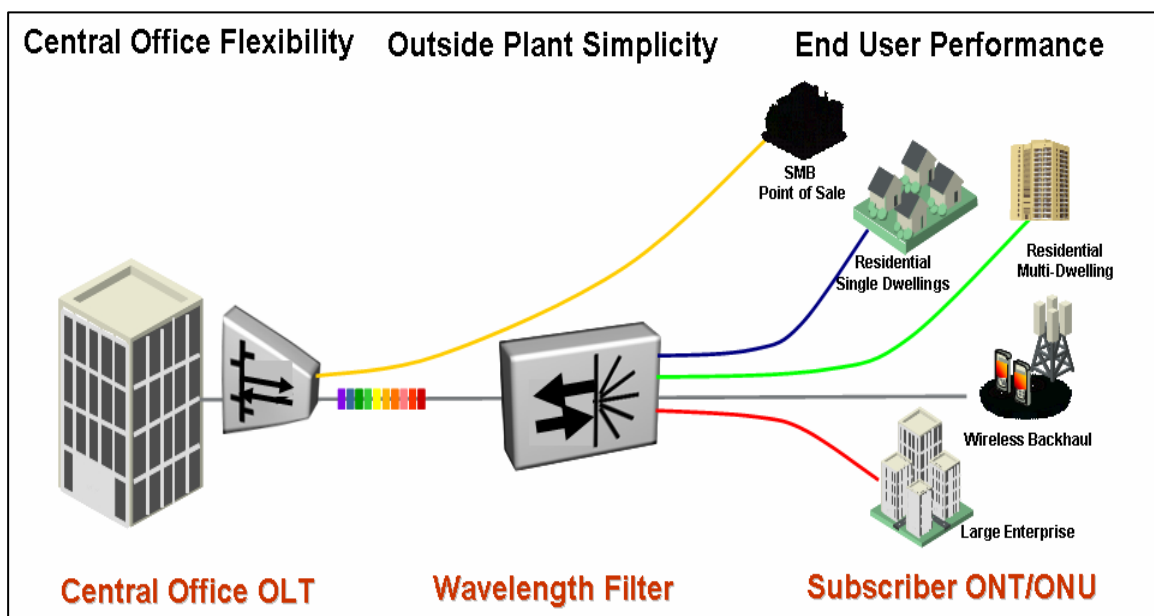 Central Office Flexibility
Outside Plant Simplicity
End User Performance
SMB
Point of Sale
Residential
Single Dwellings
Residential
Multi-Dwelling
Wireless Backhaul
Large Enterprise
Central Office OLT
Wavelength Filter
Subscriber ONT/ONU